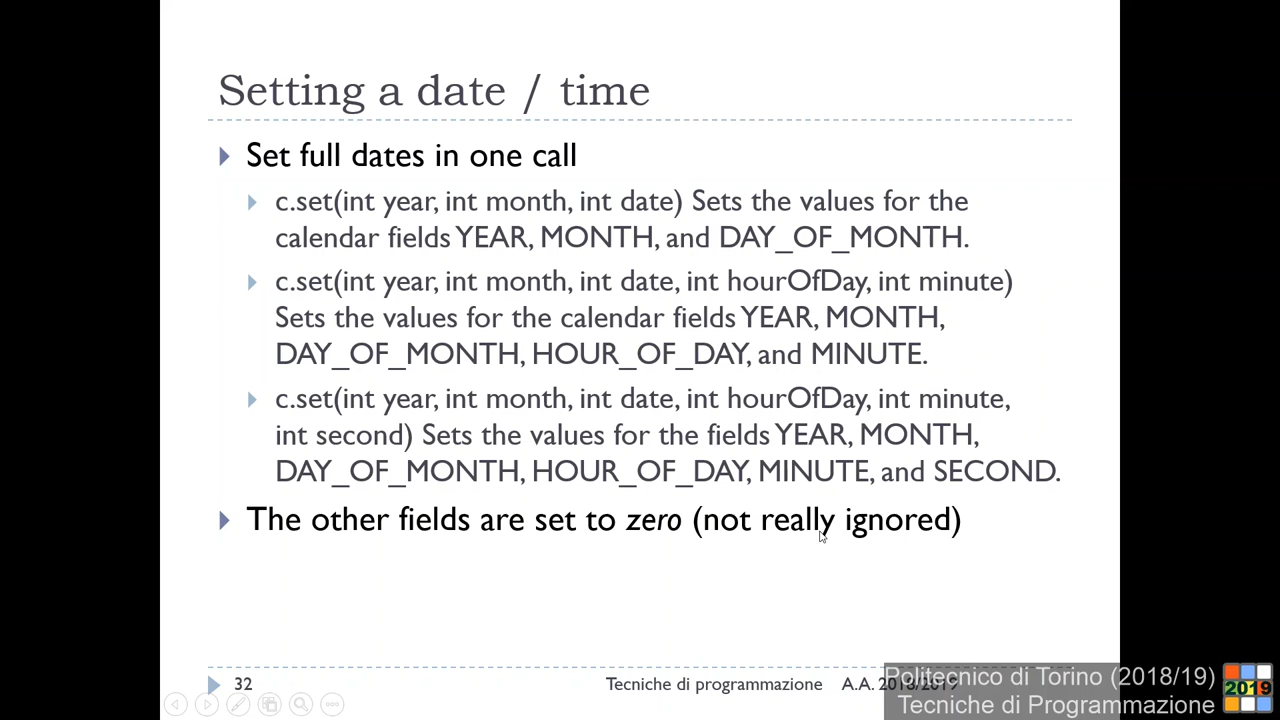 Setting a date / time
Set full dates in one call
c.set(int year, int month, int date) Sets the values for the
calendar fields YEAR, MONTH, and DAY_OF_MONTH.
c.set(int year, int month, int date, int hourOfDay, int minute)
Sets the values for the calendar fields YEAR, MONTH,
DAY_OF_MONTH, HOUR_OF_DAY, and MINUTE.
c.set(int year, int month, int date, int hourOfDay, int minute,
int second) Sets the values for the fields YEAR, MONTH,
DAY_OF_MONTH, HOUR_OF_DAY, MINUTE, and SECOND.
The other fields are set to zero (not really ignored)
32
Tecniche di programmazione A.A. 2018/2019
Politecnico di Torino (2018/19)
Tecniche di Programmazione
2019